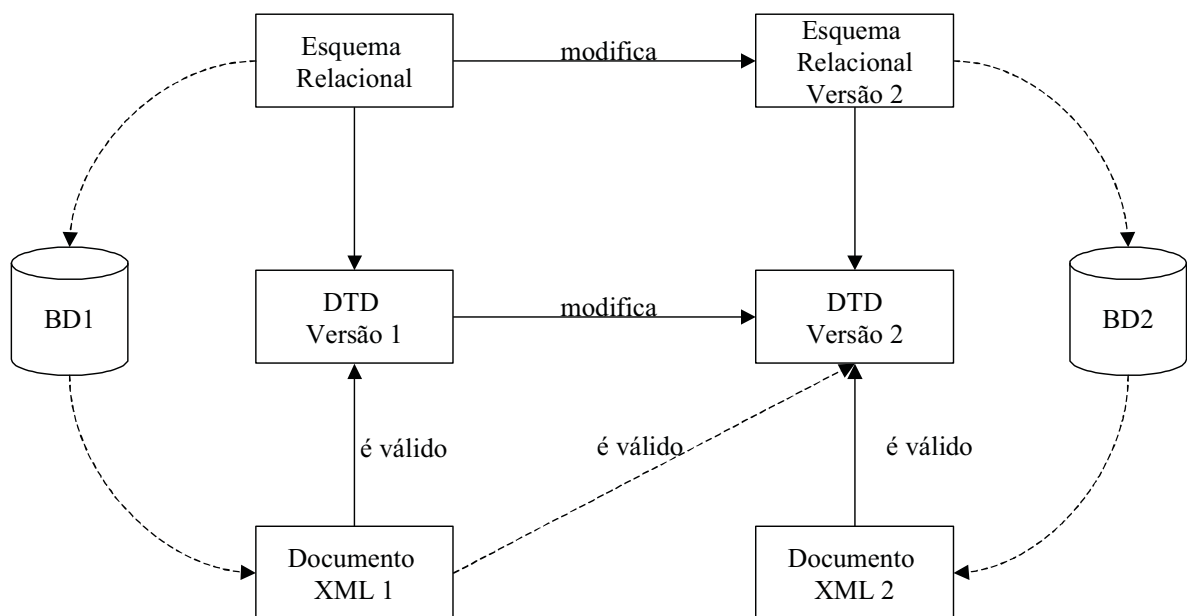 Esquema
Relacional
modifica
Esquema
Relacional
Versão 2
BD1
DTD
Versão 1
modifica
DTD
Versão 2
BD2
é válido
é válido
é válido
Documento
XML 1
Documento
XML 2